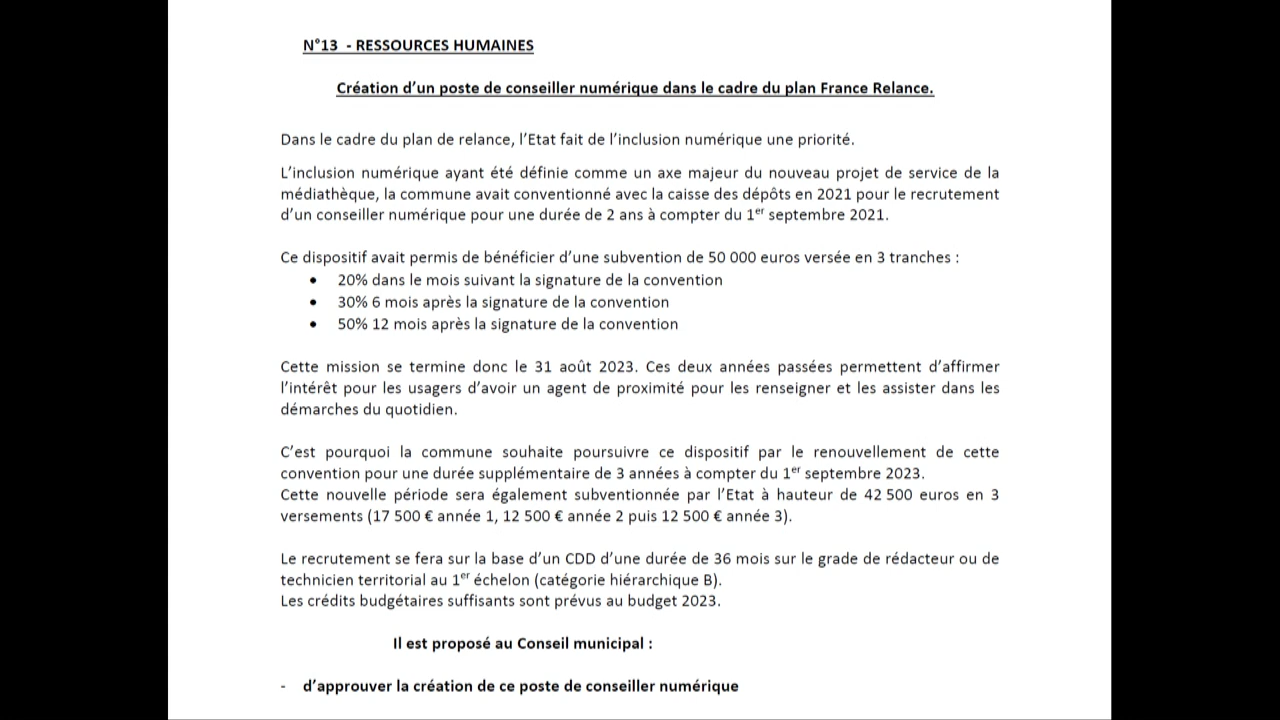 N°13 - RESSOURCES HUMAINES
Création d’un poste de conseiller numérique dans le cadre du plan France Relance.
Dans le cadre du plan de relance, l’Etat fait de l’inclusion numérique une priorité.
L’inclusion numérique ayant été définie comme un axe majeur du nouveau projet de service de la
médiathèque, la commune avait conventionné avec la caisse des dépôts en 2021 pour le recrutement
d’un conseiller numérique pour une durée de 2 ans à compter du 1er septembre 2021.
Ce dispositif avait permis de bénéficier d’une subvention de 50 000 euros versée en 3 tranches :
• 20% dans le mois suivant la signature de la convention
• 30% 6 mois après la signature de la convention
• 50% 12 mois après la signature de la convention
Cette mission se termine donc le 31 août 2023. Ces deux années passées permettent d’affirmer
l’intérêt pour les usagers d’avoir un agent de proximité pour les renseigner et les assister dans les
démarches du quotidien.
C’est pourquoi la commune souhaite poursuivre ce dispositif par le renouvellement de cette
convention pour une durée supplémentaire de 3 années à compter du 1er septembre 2023.
Cette nouvelle période sera également subventionnée par l’Etat à hauteur de 42 500 euros en 3
versements (17 500 € année 1, 12 500 € année 2 puis 12 500 € année 3).
Le recrutement se fera sur la base d’un CDD d’une durée de 36 mois sur le grade de rédacteur ou de
technicien territorial au 1er échelon (catégorie hiérarchique B).
Les crédits budgétaires suffisants sont prévus au budget 2023.
Il est proposé au Conseil municipal :
- d’approuver la création de ce poste de conseiller numérique